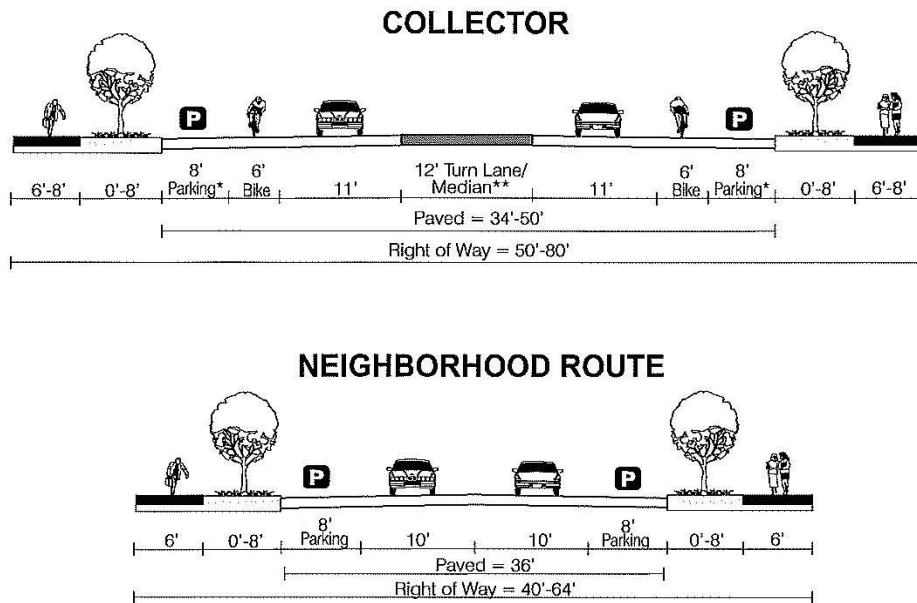 COLLECTOR
P P
8' 6' 12' Turn Lane/ 6' 8'
6'-8' 0'-8' Parking* Bike 11' Median** 11' Bike Parking* 0'-8' 6'-8'
Paved = 34'-50'
Right of Way = 50'-80'
NEIGHBORHOOD ROUTE
P P
8' 8'
6' 0'-8' Parking 10' 10' Parking 0'-8' 6'
Paved = 36'
Right of Way = 40'-64'